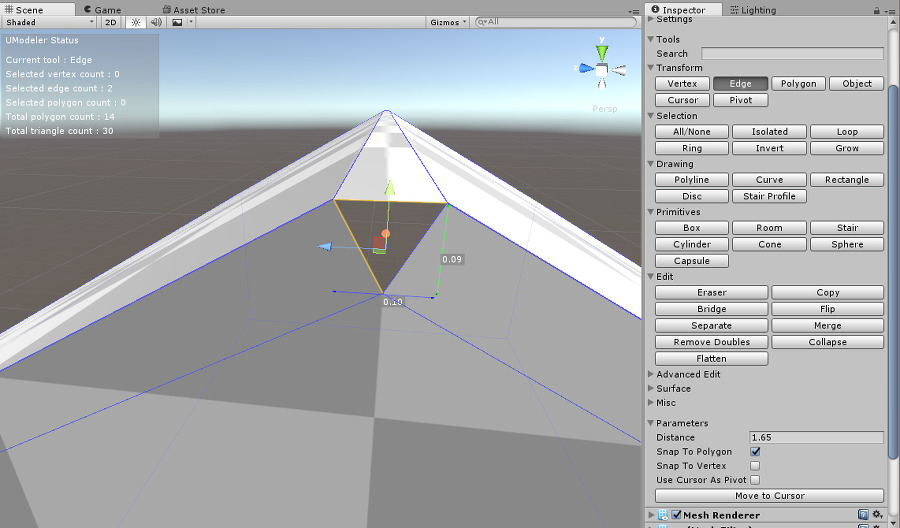 Scene
Game
Asset Store
Shaded
2D
Gizmos
All
UModeler Status
Current tool : Edge
Selected vertex count : 0
Selected edge count : 2
Selected polygon count : 0
Total polygon count : 14
Total triangle count : 30
y
Persp
0.09
0.10
Inspector
Lighting
Settings
Tools
Search
Transform
Vertex
Edge
Polygon
Object
Cursor
Pivot
Selection
All/None
Isolated
Loop
Ring
Invert
Grow
Drawing
Polyline
Curve
Rectangle
Disc
Stair Profile
Primitives
Box
Room
Stair
Cylinder
Cone
Sphere
Capsule
Edit
Eraser
Copy
Bridge
Flip
Separate
Merge
Remove Doubles
Collapse
Flatten
Advanced Edit
Surface
Misc
Parameters
Distance
1.65
Snap To Polygon
Snap To Vertex
Use Cursor As Pivot
Move to Cursor
Mesh Renderer